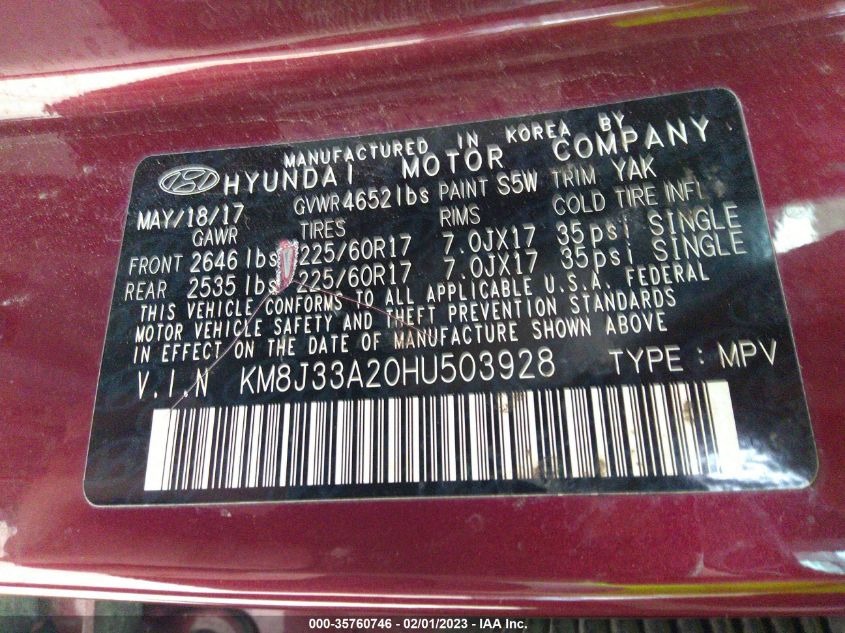 MANUFACTURED IN KOREA BY
HYUNDAI MOTOR COMPANY
MAY/18/17 GVWR 4652 lbs PAINT S5W TRIM YAK
GAWR TIRES RIMS COLD TIRE INFL
FRONT 2646 lbs 225/60R17 7.0JX17 35psi SINGLE
REAR 2535 lbs 225/60R17 7.0JX17 35psi SINGLE
THIS VEHICLE CONFORMS TO ALL APPLICABLE U.S.A. FEDERAL
MOTOR VEHICLE SAFETY AND THEFT PREVENTION STANDARDS
IN EFFECT ON THE DATE OF MANUFACTURE SHOWN ABOVE
V.I.N KM8J33A20HU503928 TYPE : MPV
000-35760746 - 02/01/2023 - IAA Inc.